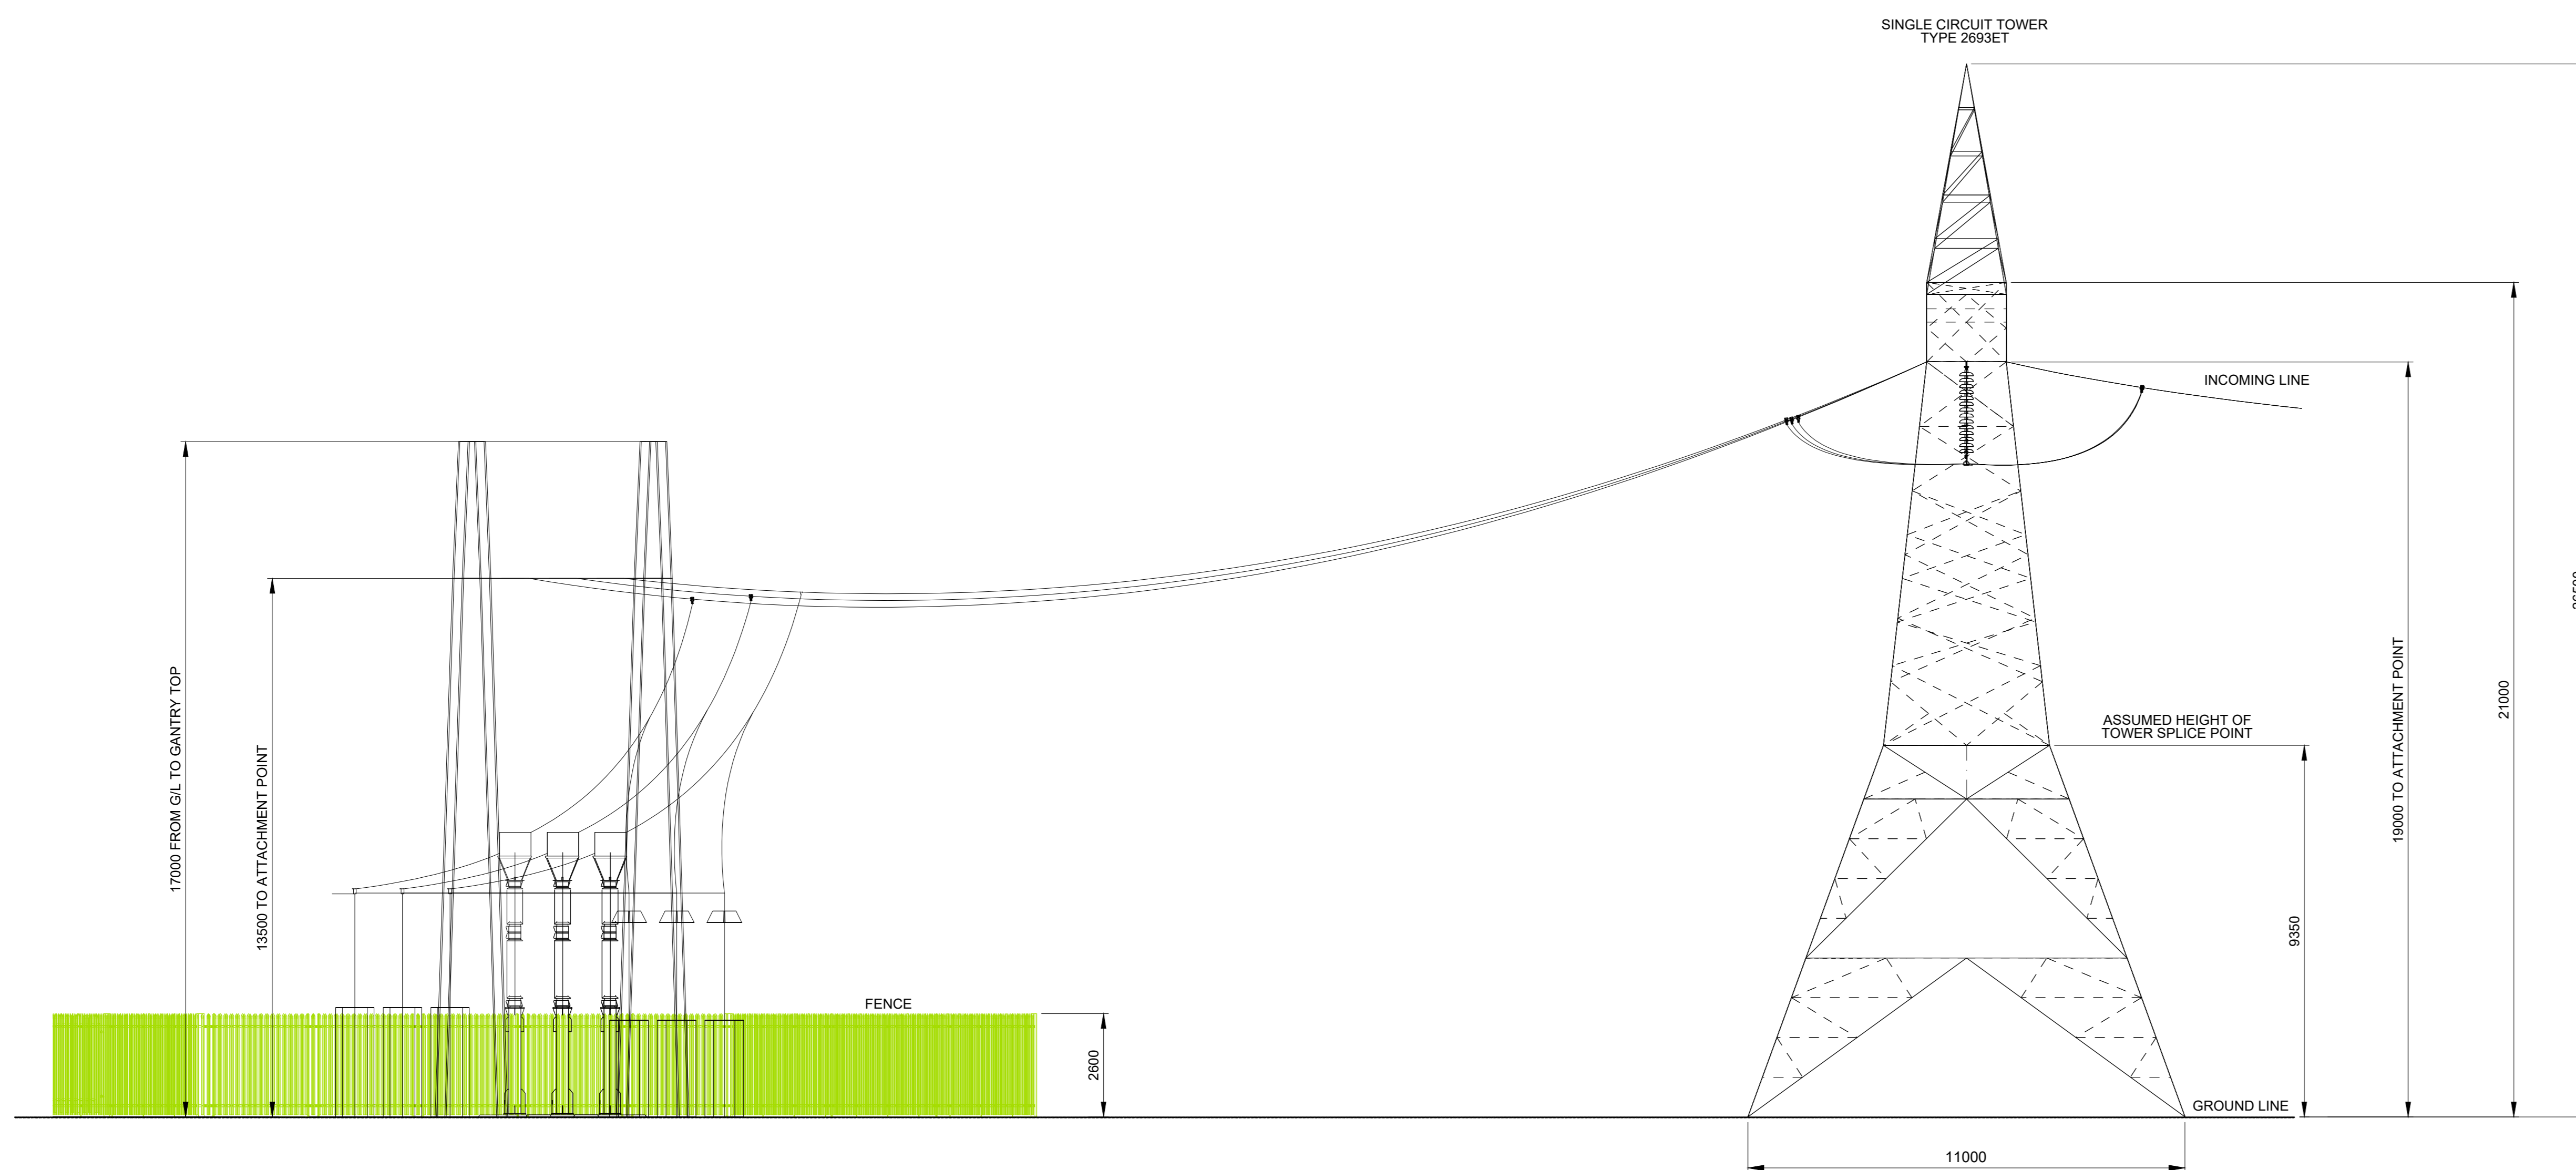 SINGLE CIRCUIT TOWER
TYPE 2693ET
INCOMING LINE
17000 FROM G/L TO GANTRY TOP
13500 TO ATTACHMENT POINT
FENCE
2600
ASSUMED HEIGHT OF
TOWER SPLICE POINT
9350
19000 TO ATTACHMENT POINT
21000
GROUND LINE
11000